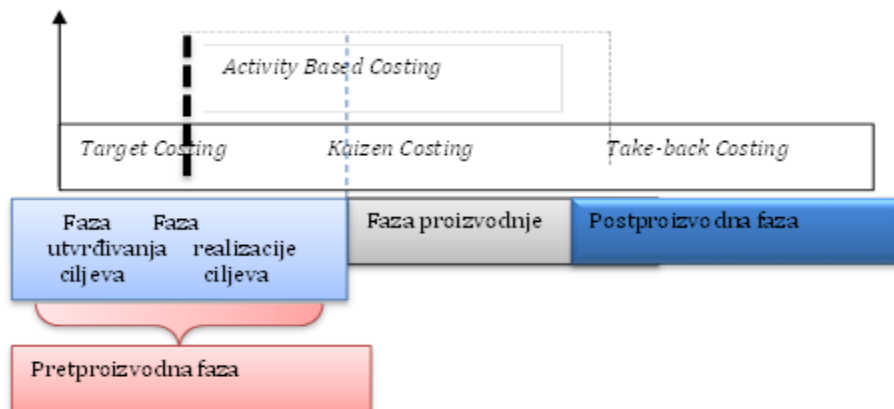 Activity Based Costing
Target Costing Kaizen Costing Take-back Costing
Faza Faza
utvrđivanja realizacije
ciljeva ciljeva
Faza proizvodnje
Postproizvodna faza
Pretproizvodna faza